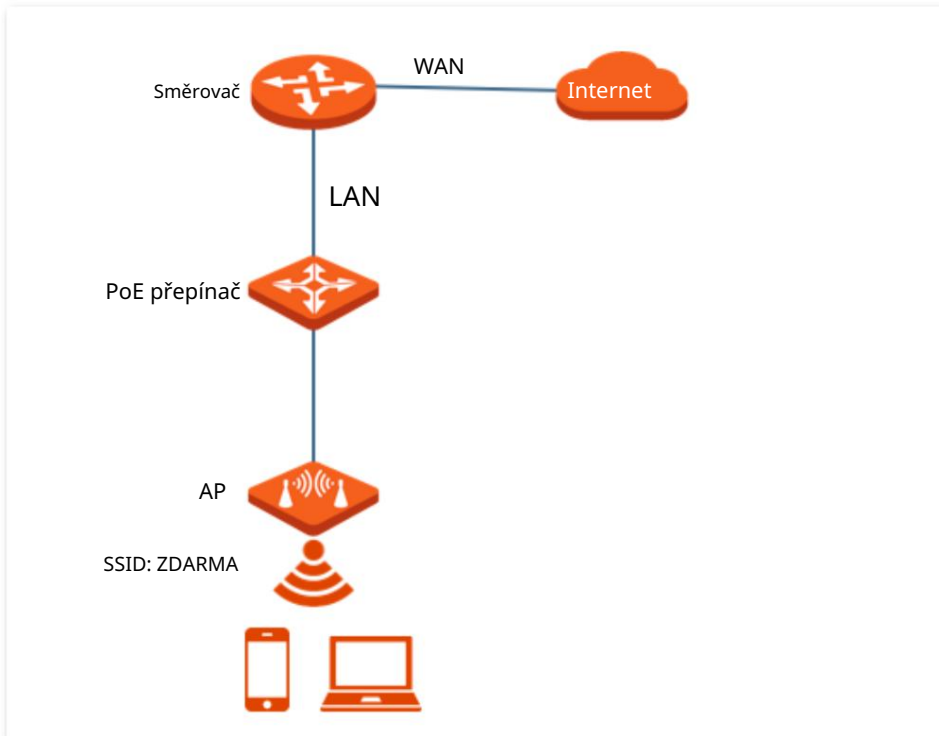 WAN
Směrovač
Internet
LAN
PoE přepínač
AP
SSID: ZDARMA